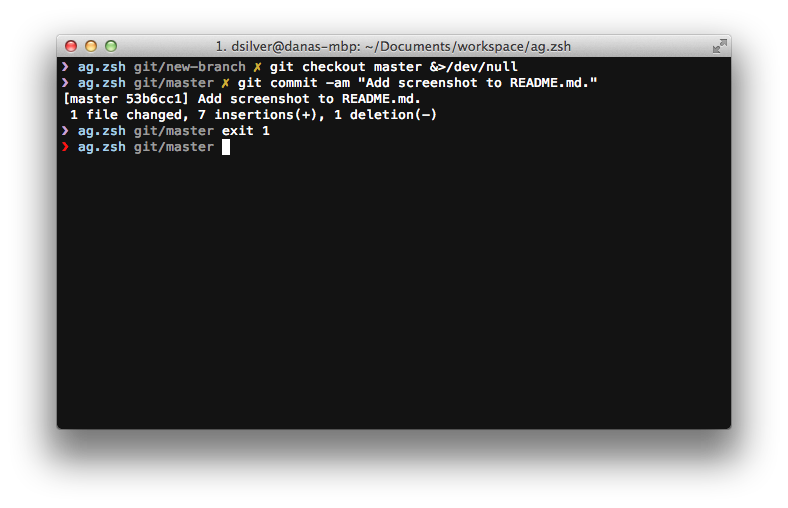 1. dsilver@danas-mbp: ~/Documents/workspace/ag.zsh
❯ ag.zsh git/new-branch ✗ git checkout master &>/dev/null
❯ ag.zsh git/master ✗ git commit -am "Add screenshot to README.md."
[master 53b6cc1] Add screenshot to README.md.
1 file changed, 7 insertions(+), 1 deletion(-)
❯ ag.zsh git/master exit 1
❯ ag.zsh git/master